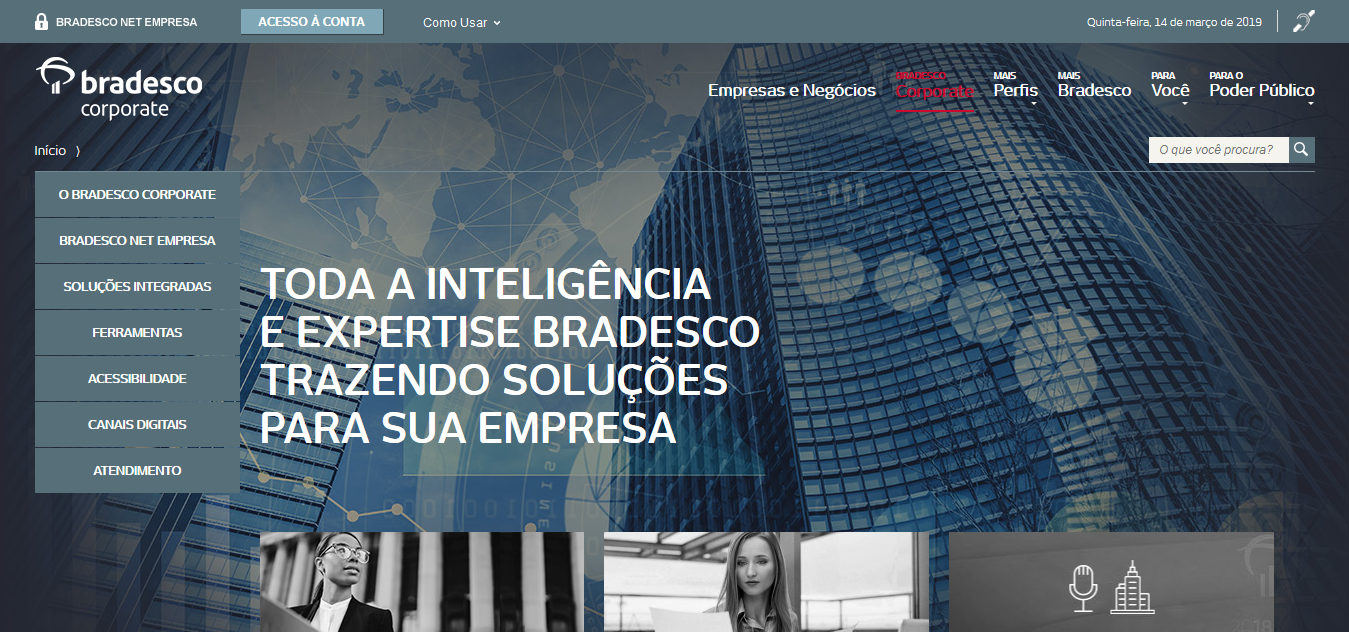 BRADESCO NET EMPRESA
ACESSO À CONTA
Como Usar
Quinta-feira, 14 de março de 2019
bradesco
corporate
Empresas e Negócios
BRADESCO
Corporate
MAIS
Perfis
MAIS
Bradesco
PARA
Você
PARA O
Poder Público
Início ⟩
O que você procura?
O BRADESCO CORPORATE
BRADESCO NET EMPRESA
SOLUÇÕES INTEGRADAS
FERRAMENTAS
ACESSIBILIDADE
CANAIS DIGITAIS
ATENDIMENTO
TODA A INTELIGÊNCIA
E EXPERTISE BRADESCO
TRAZENDO SOLUÇÕES
PARA SUA EMPRESA
2018